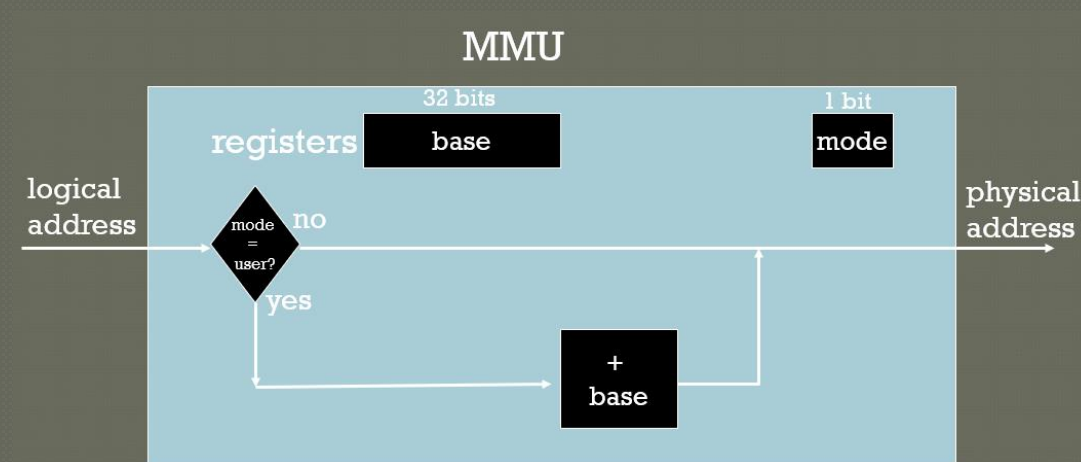 MMU
32 bits
1 bit
registers
base
mode
logical
address
physical
address
mode
=
user?
no
yes
+
base